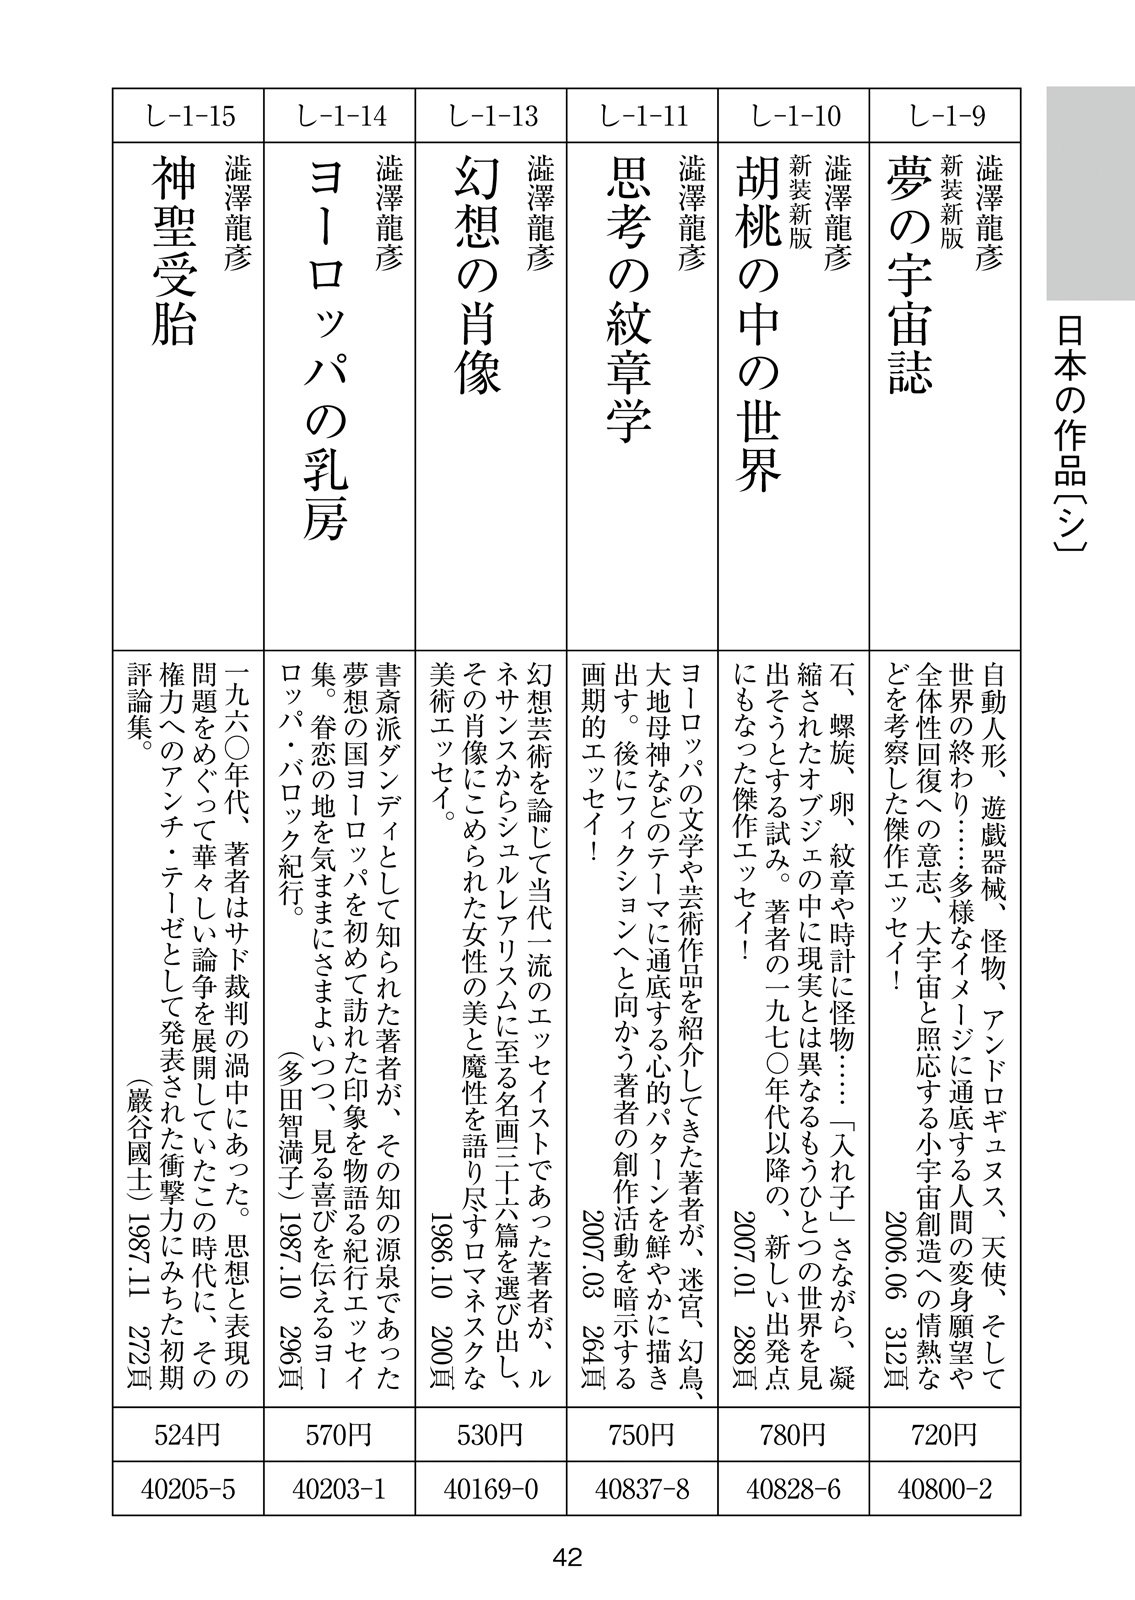 日本の作品〔シ〕
し-1-9
澁澤龍彥
新装新版
夢の宇宙誌
自動人形、遊戯器械、怪物、アンドロギュヌス、天使、そして
世界の終わり……多様なイメージに通底する人間の変身願望や
全体性回復への意志、大宇宙と照応する小宇宙創造への情熱な
どを考察した傑作エッセイ！ 2006.06 312頁
720円
40800-2
し-1-10
澁澤龍彥
新装新版
胡桃の中の世界
石、螺旋、卵、紋章や時計に怪物……「入れ子」さながら、凝
縮されたオブジェの中に現実とは異なるもうひとつの世界を見
出そうとする試み。著者の一九七〇年代以降の、新しい出発点
にもなった傑作エッセイ！ 2007.01 288頁
780円
40828-6
し-1-11
澁澤龍彥
思考の紋章学
ヨーロッパの文学や芸術作品を紹介してきた著者が、迷宮、幻鳥、
大地母神などのテーマに通底する心的パターンを鮮やかに描き
出す。後にフィクションへと向かう著者の創作活動を暗示する
画期的エッセイ！ 2007.03 264頁
750円
40837-8
し-1-13
澁澤龍彥
幻想の肖像
幻想芸術を論じて当代一流のエッセイストであった著者が、ル
ネサンスからシュルレアリスムに至る名画三十六篇を選び出し、
その肖像にこめられた女性の美と魔性を語り尽すロマネスクな
美術エッセイ。 1986.10 200頁
530円
40169-0
し-1-14
澁澤龍彥
ヨーロッパの乳房
書斎派ダンディとして知られた著者が、その知の源泉であった
夢想の国ヨーロッパを初めて訪れた印象を物語る紀行エッセイ
集。眷恋の地を気ままにさまよいつつ、見る喜びを伝えるヨー
ロッパ・バロック紀行。 （多田智満子） 1987.10 296頁
570円
40203-1
し-1-15
澁澤龍彥
神聖受胎
一九六〇年代、著者はサド裁判の渦中にあった。思想と表現の
問題をめぐって華々しい論争を展開していたこの時代に、その
権力へのアンチ・テーゼとして発表された衝撃力にみちた初期
評論集。 （巖谷國士） 1987.11 272頁
524円
40205-5
42